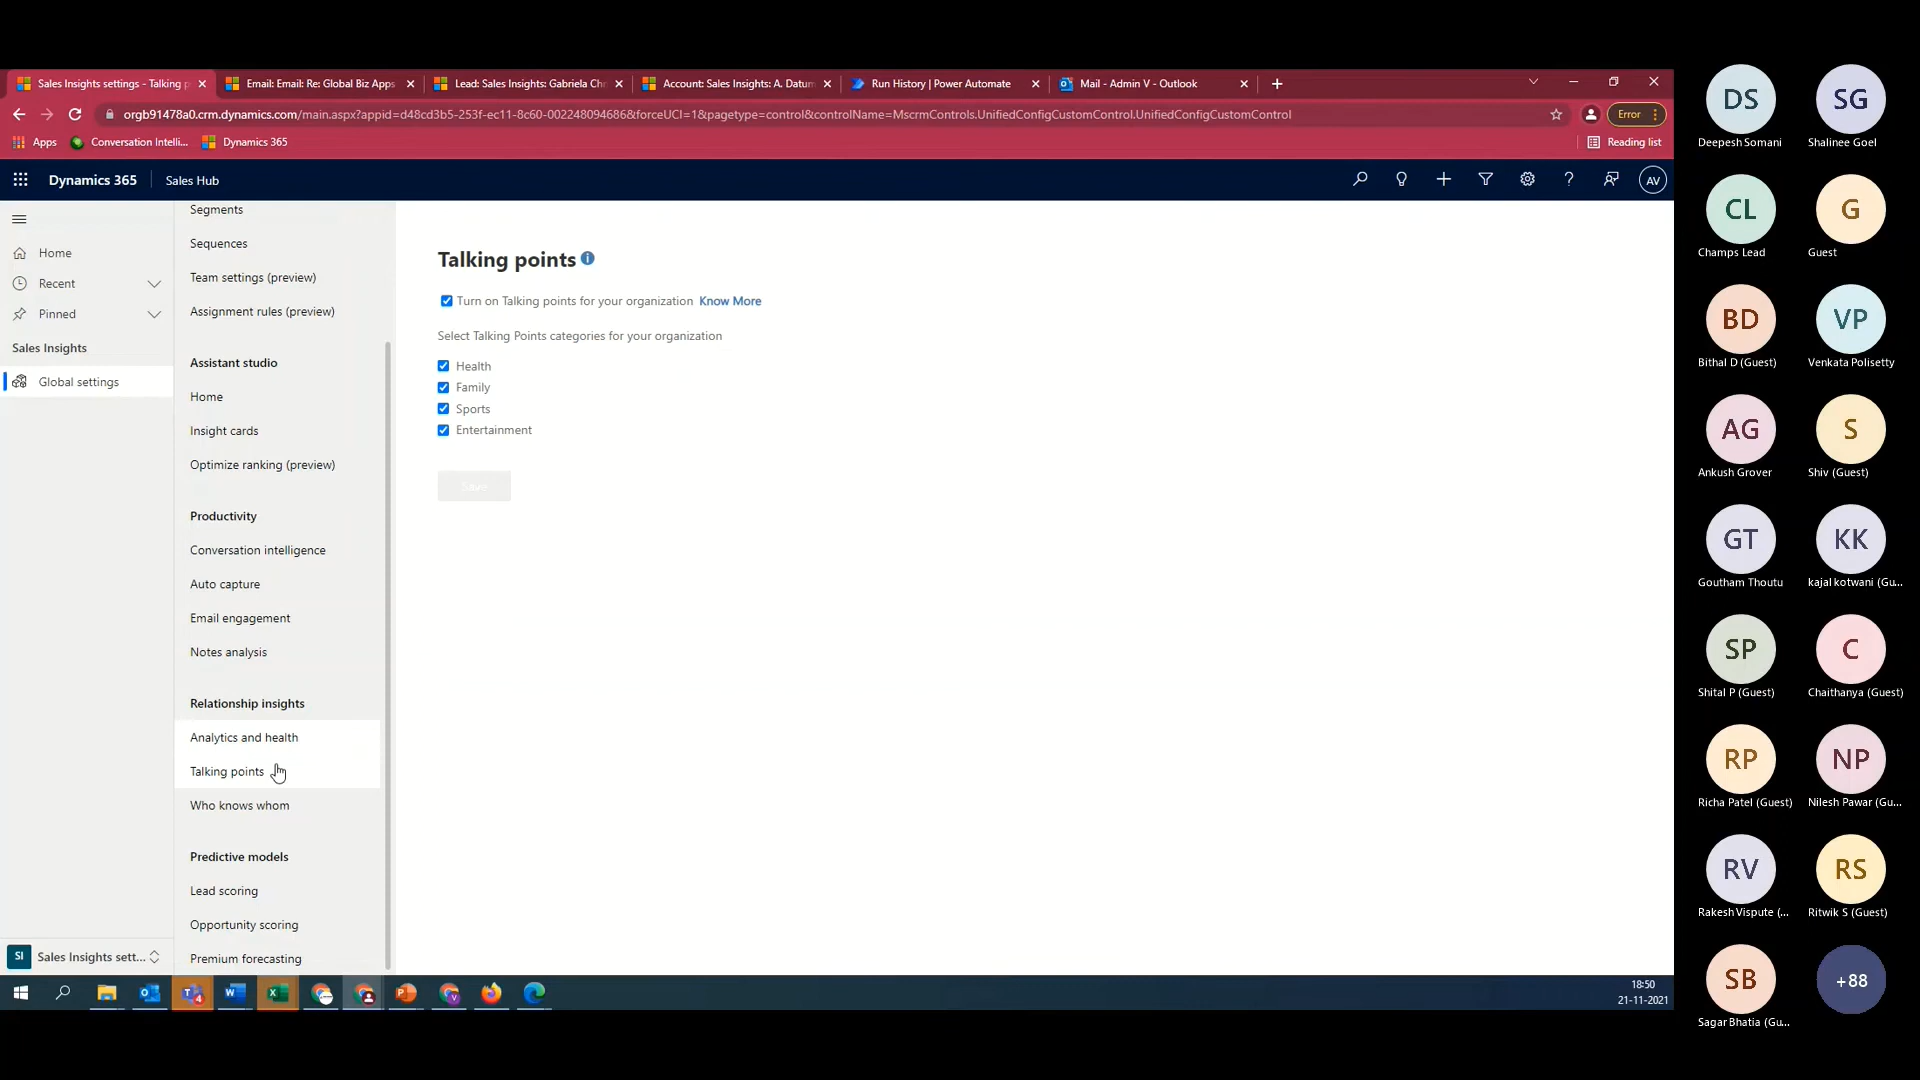 Sales Insights settings - Talking p
Email: Email: Re: Global Biz Apps
Lead: Sales Insights: Gabriela Ch
Account: Sales Insights: A. Datum
Run History | Power Automate
Mail - Admin V - Outlook
orgb91478a0.crm.dynamics.com/main.aspx?appid=d48cd3b5-253f-ec11-8c60-002248094686&forceUCI=1&pagetype=control&controlName=MscrmControls.UnifiedConfigCustomControl.UnifiedConfigCustomControl
Error
Apps
Conversation Intelli...
Dynamics 365
Reading list
Dynamics 365
Sales Hub
AV
Home
Recent
Pinned
Sales Insights
Global settings
SI
Sales Insights sett...
Segments
Sequences
Team settings (preview)
Assignment rules (preview)
Assistant studio
Home
Insight cards
Optimize ranking (preview)
Productivity
Conversation intelligence
Auto capture
Email engagement
Notes analysis
Relationship insights
Analytics and health
Talking points
Who knows whom
Predictive models
Lead scoring
Opportunity scoring
Premium forecasting
Talking points
Turn on Talking points for your organization Know More
Select Talking Points categories for your organization
Health
Family
Sports
Entertainment
18:50
21-11-2021
DS
Deepesh Somani
SG
Shalinee Goel
CL
Champs Lead
G
Guest
BD
Bithal D (Guest)
VP
Venkata Polisetty
AG
Ankush Grover
S
Shiv (Guest)
GT
Goutham Thoutu
KK
kajal kotwani (Gu...
SP
Shital P (Guest)
C
Chaithanya (Guest)
RP
Richa Patel (Guest)
NP
Nilesh Pawar (Gu...
RV
Rakesh Vispute (...
RS
Ritwik S (Guest)
SB
Sagar Bhatia (Gu...
+88